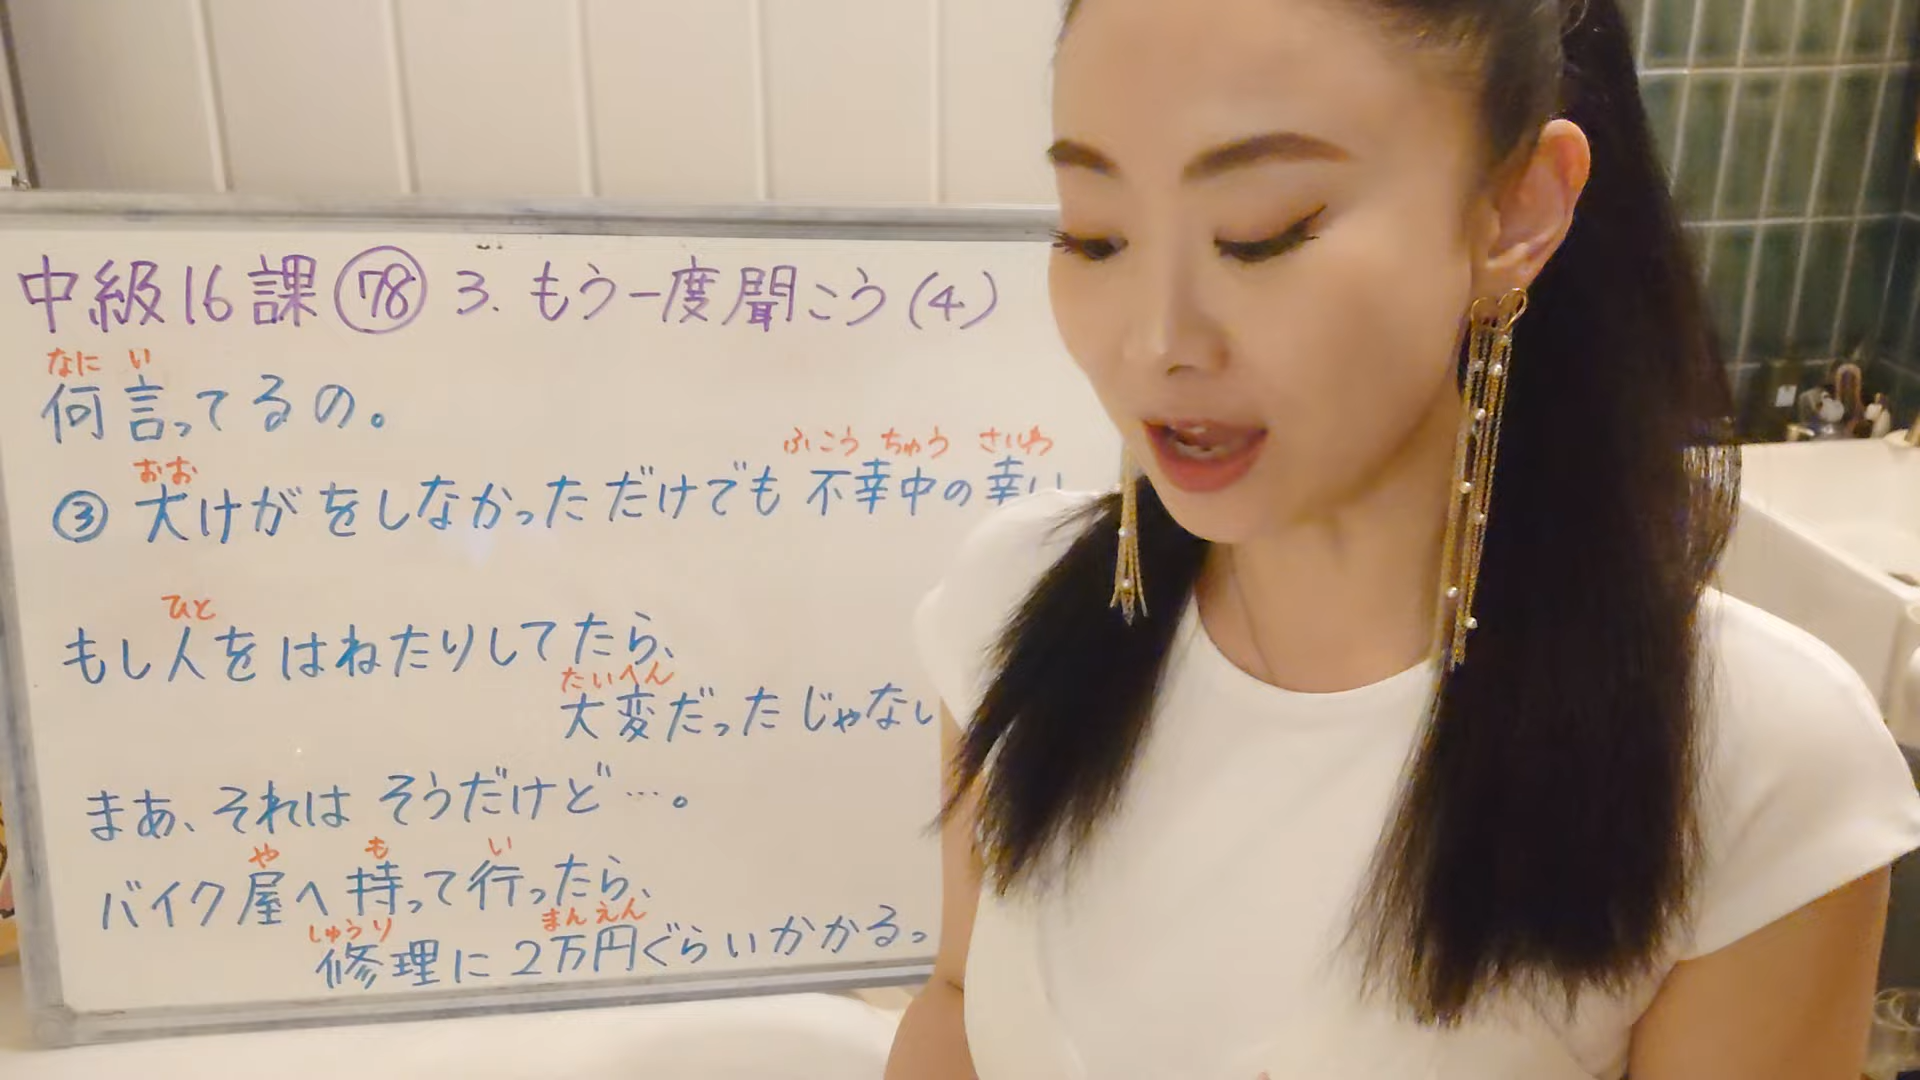 中級16課 ㊆⑧ 3. もう一度聞こう(4)
なに い
何言ってるの。
おお ふこう ちゅう さいわ
③ 大けがをしなかっただけでも不幸中の幸い
ひと
もし人をはねたりしてたら、
たいへん
大変だったじゃない
まあ、それは そうだけど…。
や も い
バイク屋へ持って行ったら、
しゅうり まんえん
修理に2万円ぐらいかかるっ